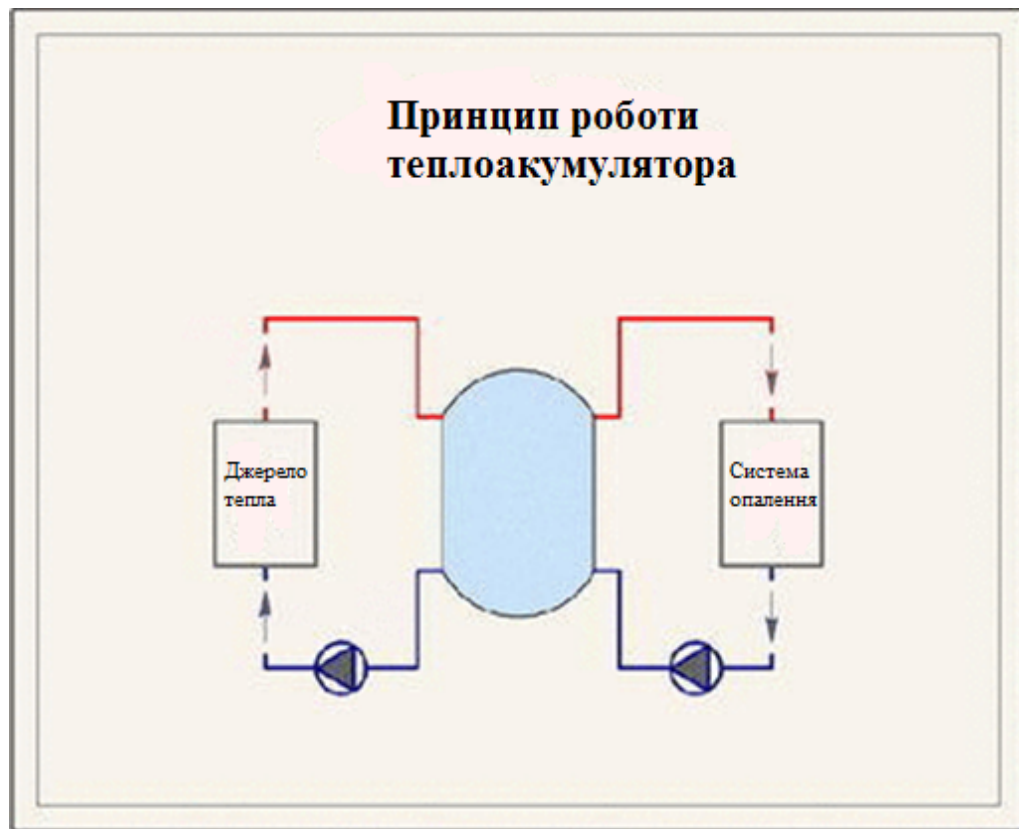 Принцип роботи
теплоакумулятора
Джерело
тепла
Система
опалення